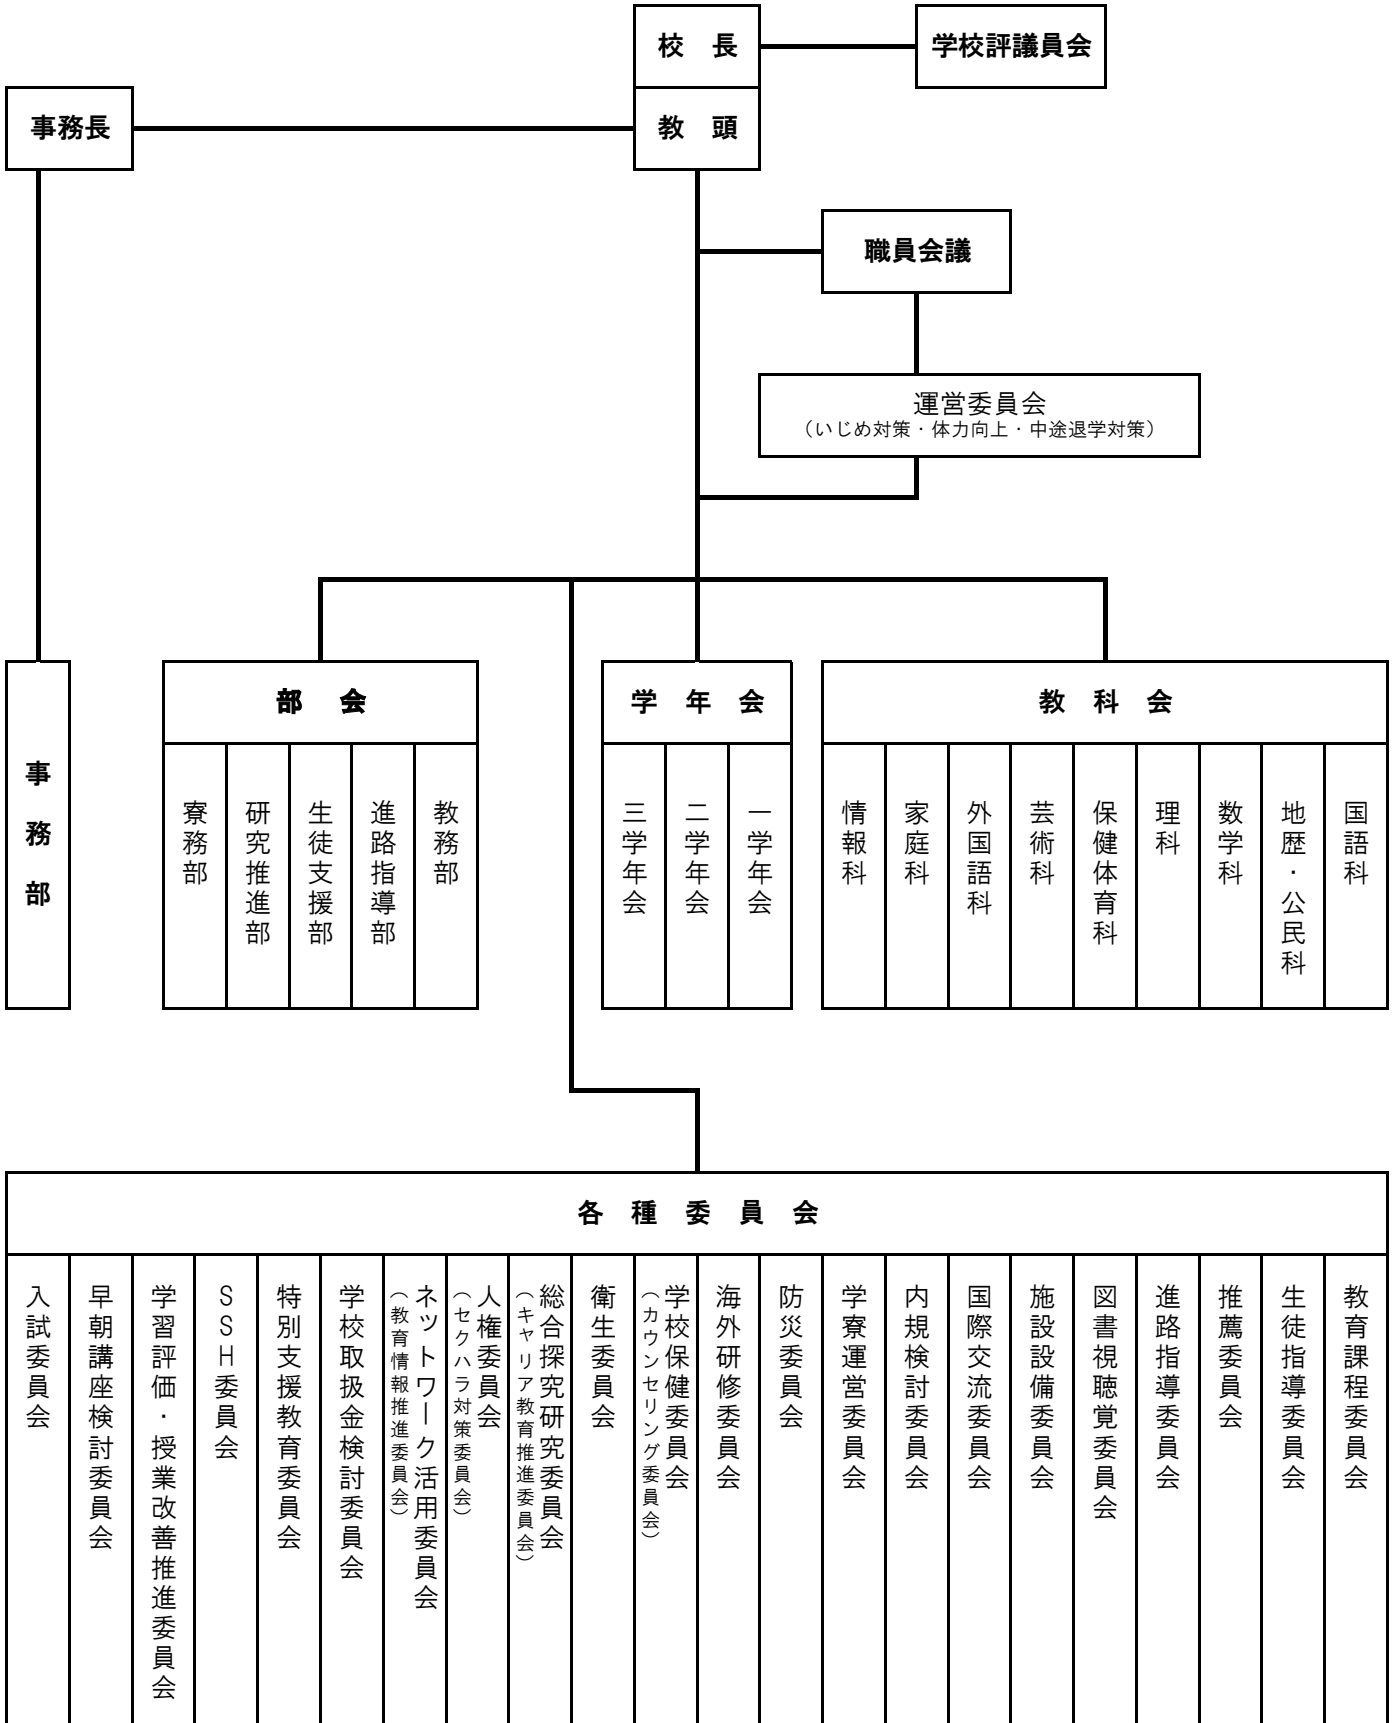 校長
学校評議員会
事務長
教頭
職員会議
運営委員会
（いじめ対策・体力向上・中途退学対策）
事務部
部会
教務部
進路指導部
生徒支援部
研究推進部
寮務部
学年会
一学年会
二学年会
三学年会
教科会
国語科
地歴・公民科
数学科
理科
保健体育科
芸術科
外国語科
家庭科
情報科
各種委員会
教育課程委員会
生徒指導委員会
推薦委員会
進路指導委員会
図書視聴覚委員会
施設設備委員会
国際交流委員会
内規検討委員会
学寮運営委員会
防災委員会
海外研修委員会
学校保健委員会
（カウンセリング委員会）
衛生委員会
総合探究研究委員会
（キャリア教育推進委員会）
人権委員会
（セクハラ対策委員会）
ネットワーク活用委員会
（教育情報推進委員会）
学校取扱金検討委員会
特別支援教育委員会
ＳＳＨ委員会
学習評価・授業改善推進委員会
早朝講座検討委員会
入試委員会